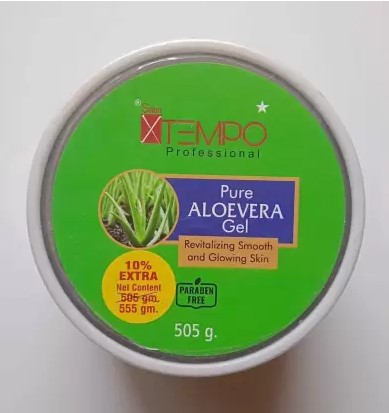 ®Siam
XTEMPO
Professional
Pure
ALOEVERA
Gel
Revitalizing Smooth
and Glowing Skin
10%
EXTRA
Net Content
505 gm.
555 gm.
PARABEN
FREE
505 g.